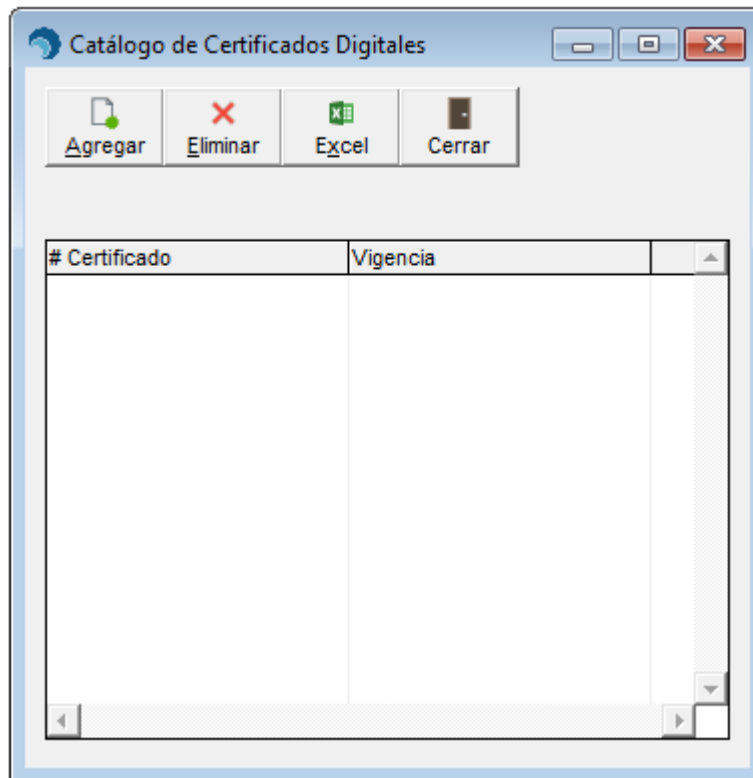 Catálogo de Certificados Digitales
Agregar Eliminar Excel Cerrar
# Certificado Vigencia